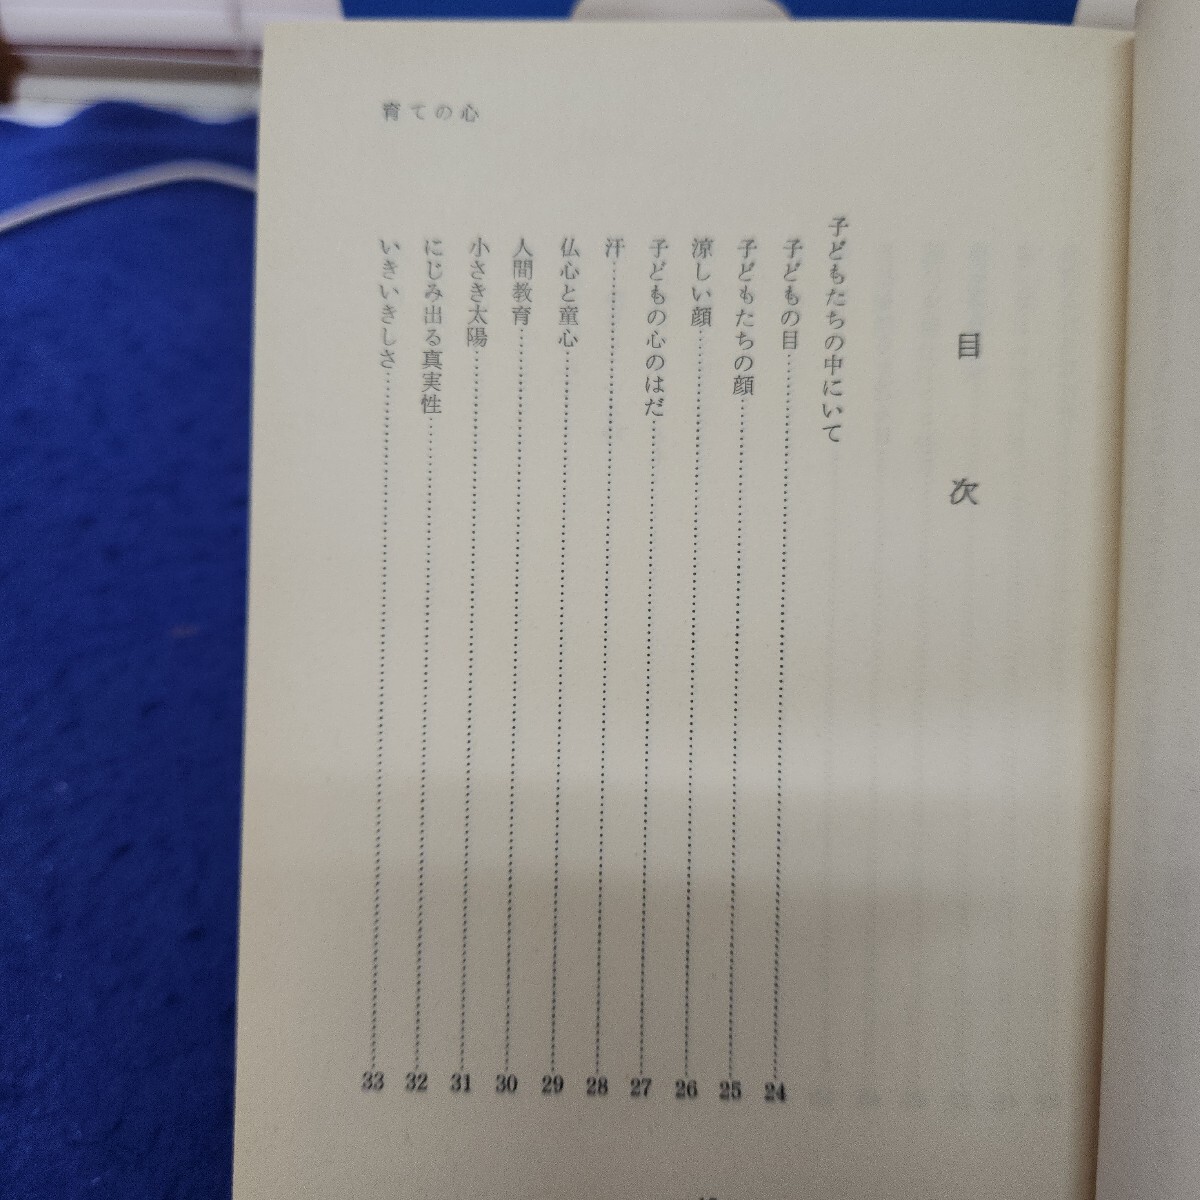 育ての心
目次
子どもたちの中にいて
子どもの目……24
子どもたちの顔……25
涼しい顔……26
子どもの心のはだ……27
汗……28
仏心と童心……29
人間教育……30
小さき太陽……31
にじみ出る真実性……32
いきいきしさ……33